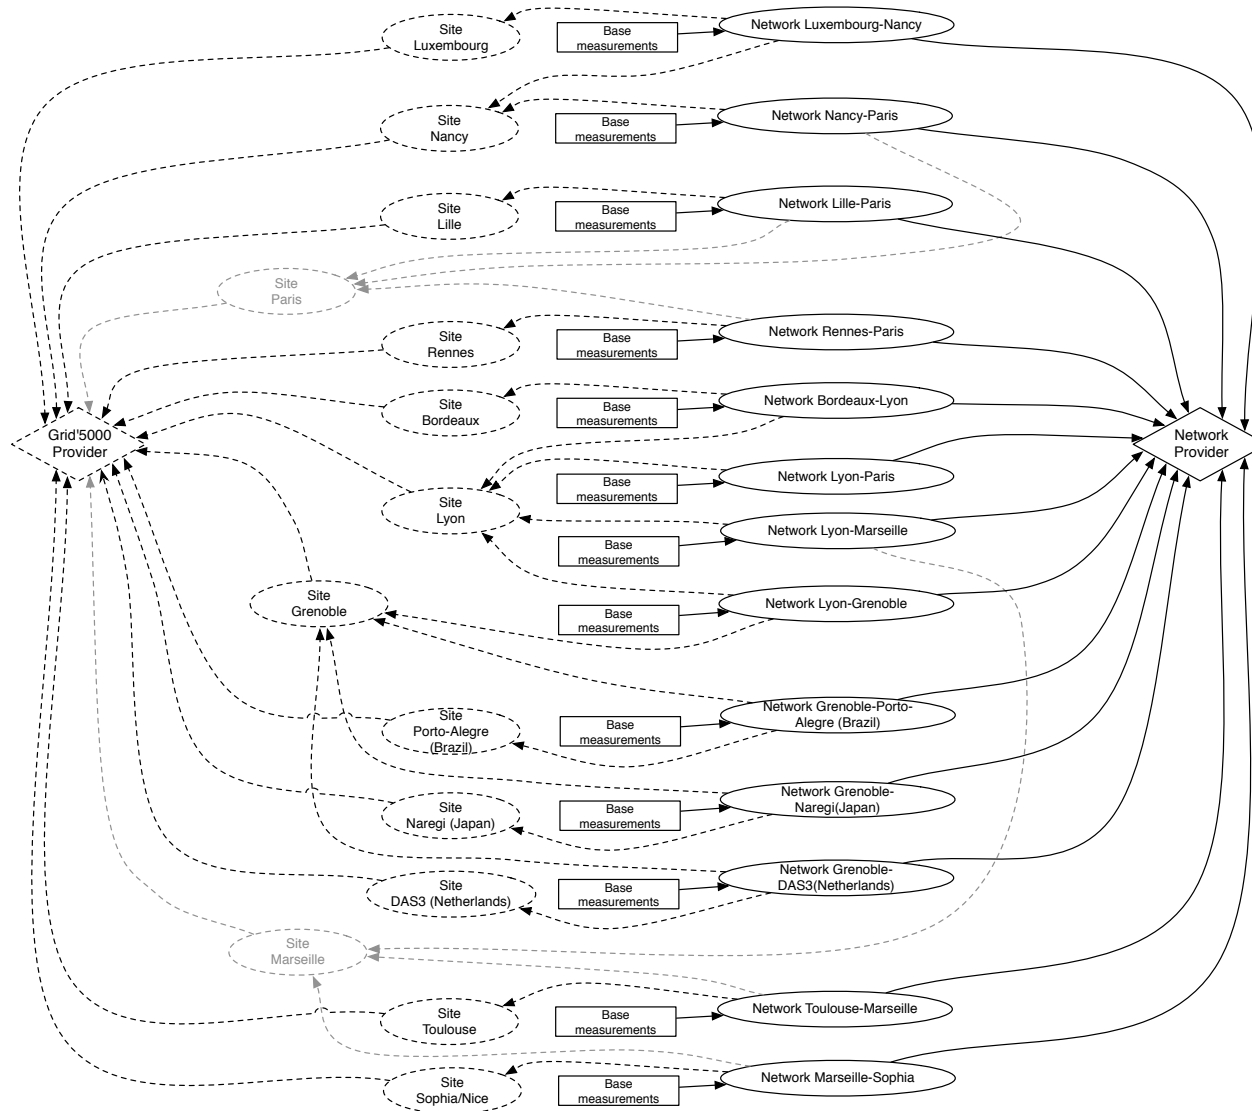 Site
Luxembourg
Base
measurements
Network Luxembourg-Nancy
Site
Nancy
Base
measurements
Network Nancy-Paris
Site
Lille
Base
measurements
Network Lille-Paris
Site
Paris
Site
Rennes
Base
measurements
Network Rennes-Paris
Site
Bordeaux
Base
measurements
Network Bordeaux-Lyon
Grid'5000
Provider
Network
Provider
Site
Lyon
Base
measurements
Network Lyon-Paris
Base
measurements
Network Lyon-Marseille
Site
Grenoble
Base
measurements
Network Lyon-Grenoble
Site
Porto-Alegre
(Brazil)
Base
measurements
Network Grenoble-Porto-
Alegre (Brazil)
Site
Naregi (Japan)
Base
measurements
Network Grenoble-
Naregi(Japan)
Site
DAS3 (Netherlands)
Base
measurements
Network Grenoble-
DAS3(Netherlands)
Site
Marseille
Site
Toulouse
Base
measurements
Network Toulouse-Marseille
Site
Sophia/Nice
Base
measurements
Network Marseille-Sophia